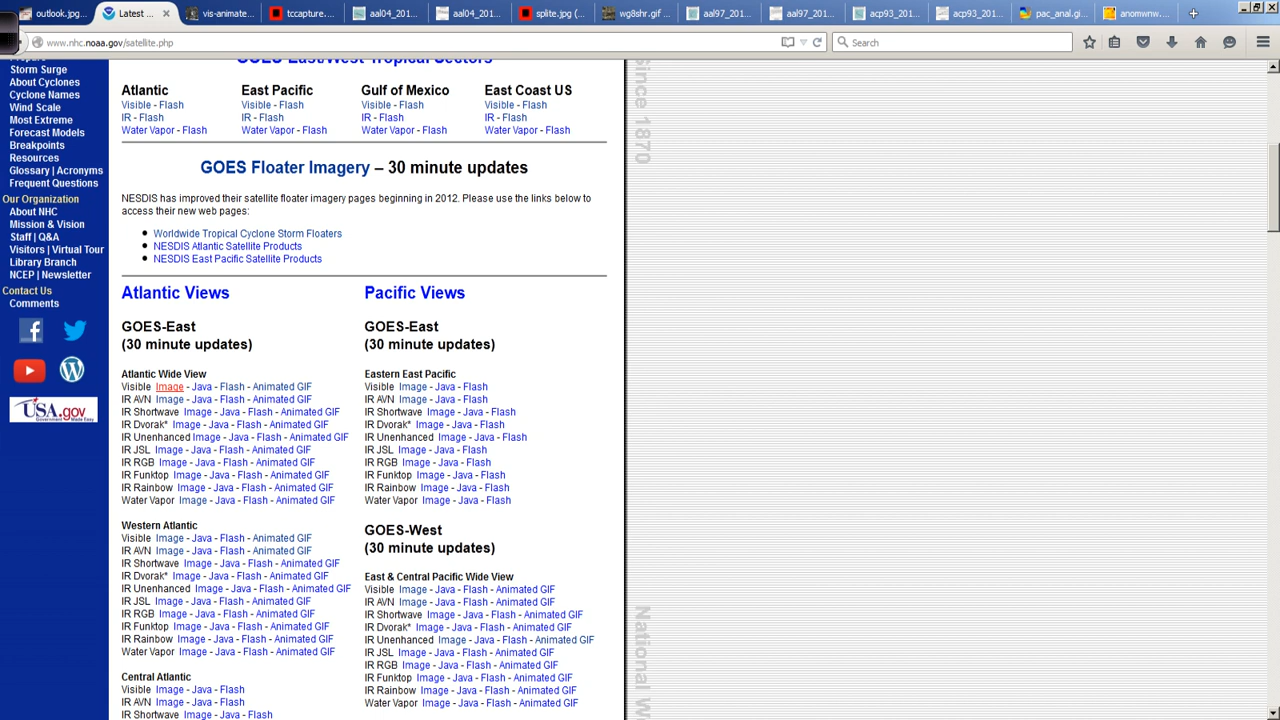 outlook.jpg...
Latest ...
vis-animate...
tccapture....
aal04_201...
aal04_201...
splite.jpg (...
wg8shr.gif ...
aal97_201...
aal97_201...
acp93_201...
acp93_201...
pac_anal.gi...
anomwnw....
www.nhc.noaa.gov/satellite.php
Search
Prepare
Storm Surge
About Cyclones
Cyclone Names
Wind Scale
Most Extreme
Forecast Models
Breakpoints
Resources
Glossary | Acronyms
Frequent Questions
Our Organization
About NHC
Mission & Vision
Staff | Q&A
Visitors | Virtual Tour
Library Branch
NCEP | Newsletter
Contact Us
Comments
USA.gov
GOES East/West Tropical Sectors
Atlantic
Visible - Flash
IR - Flash
Water Vapor - Flash
East Pacific
Visible - Flash
IR - Flash
Water Vapor - Flash
Gulf of Mexico
Visible - Flash
IR - Flash
Water Vapor - Flash
East Coast US
Visible - Flash
IR - Flash
Water Vapor - Flash
GOES Floater Imagery – 30 minute updates
NESDIS has improved their satellite floater imagery pages beginning in 2012. Please use the links below to
access their new web pages:
Worldwide Tropical Cyclone Storm Floaters
NESDIS Atlantic Satellite Products
NESDIS East Pacific Satellite Products
Atlantic Views
GOES-East
(30 minute updates)
Atlantic Wide View
Visible Image - Java - Flash - Animated GIF
IR AVN Image - Java - Flash - Animated GIF
IR Shortwave Image - Java - Flash - Animated GIF
IR Dvorak* Image - Java - Flash - Animated GIF
IR Unenhanced Image - Java - Flash - Animated GIF
IR JSL Image - Java - Flash - Animated GIF
IR RGB Image - Java - Flash - Animated GIF
IR Funktop Image - Java - Flash - Animated GIF
IR Rainbow Image - Java - Flash - Animated GIF
Water Vapor Image - Java - Flash - Animated GIF
Western Atlantic
Visible Image - Java - Flash - Animated GIF
IR AVN Image - Java - Flash - Animated GIF
IR Shortwave Image - Java - Flash - Animated GIF
IR Dvorak* Image - Java - Flash - Animated GIF
IR Unenhanced Image - Java - Flash - Animated GIF
IR JSL Image - Java - Flash - Animated GIF
IR RGB Image - Java - Flash - Animated GIF
IR Funktop Image - Java - Flash - Animated GIF
IR Rainbow Image - Java - Flash - Animated GIF
Water Vapor Image - Java - Flash - Animated GIF
Central Atlantic
Visible Image - Java - Flash
IR AVN Image - Java - Flash
IR Shortwave Image - Java - Flash
Pacific Views
GOES-East
(30 minute updates)
Eastern East Pacific
Visible Image - Java - Flash
IR AVN Image - Java - Flash
IR Shortwave Image - Java - Flash
IR Dvorak* Image - Java - Flash
IR Unenhanced Image - Java - Flash
IR JSL Image - Java - Flash
IR RGB Image - Java - Flash
IR Funktop Image - Java - Flash
IR Rainbow Image - Java - Flash
Water Vapor Image - Java - Flash
GOES-West
(30 minute updates)
East & Central Pacific Wide View
Visible Image - Java - Flash - Animated GIF
IR AVN Image - Java - Flash - Animated GIF
IR Shortwave Image - Java - Flash - Animated GIF
IR Dvorak* Image - Java - Flash - Animated GIF
IR Unenhanced Image - Java - Flash - Animated GIF
IR JSL Image - Java - Flash - Animated GIF
IR RGB Image - Java - Flash - Animated GIF
IR Funktop Image - Java - Flash - Animated GIF
IR Rainbow Image - Java - Flash - Animated GIF
Water Vapor Image - Java - Flash - Animated GIF
since 1870
National